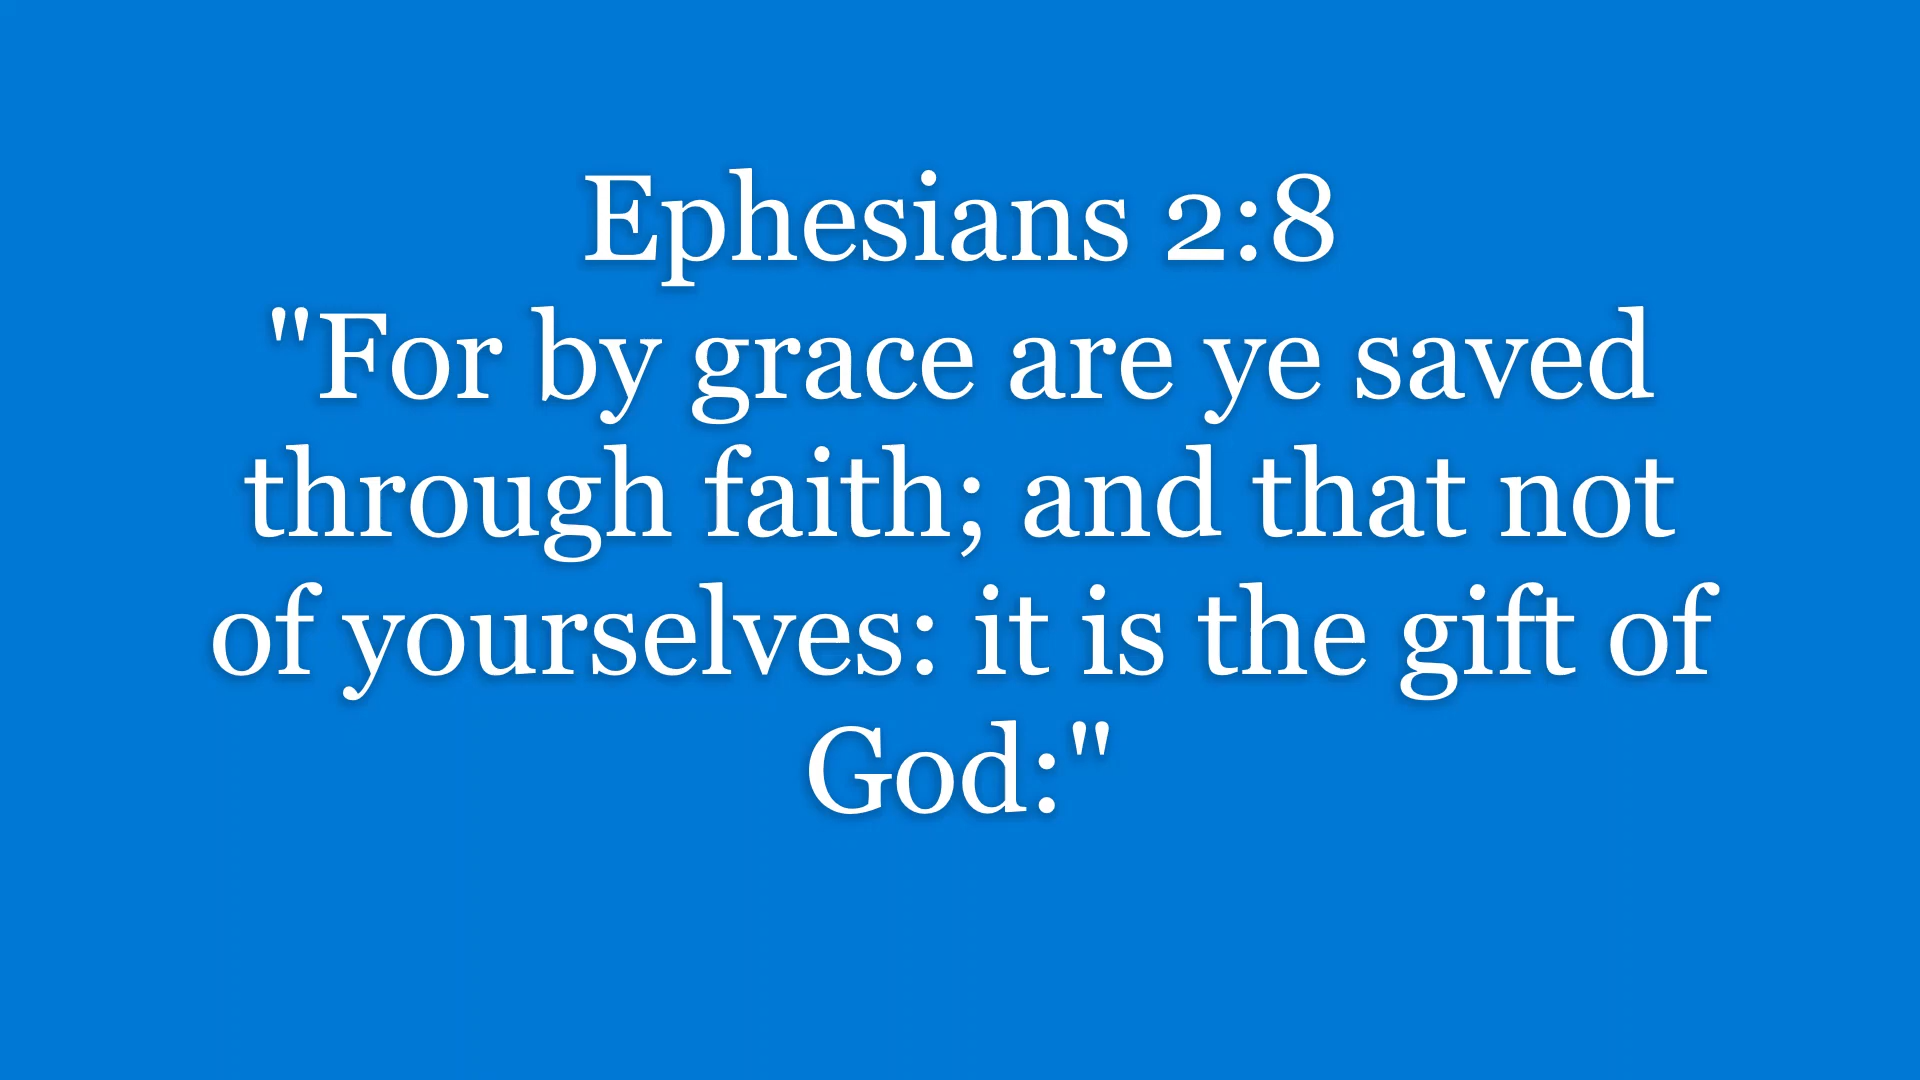 Ephesians 2:8
"For by grace are ye saved
through faith; and that not
of yourselves: it is the gift of
God:"